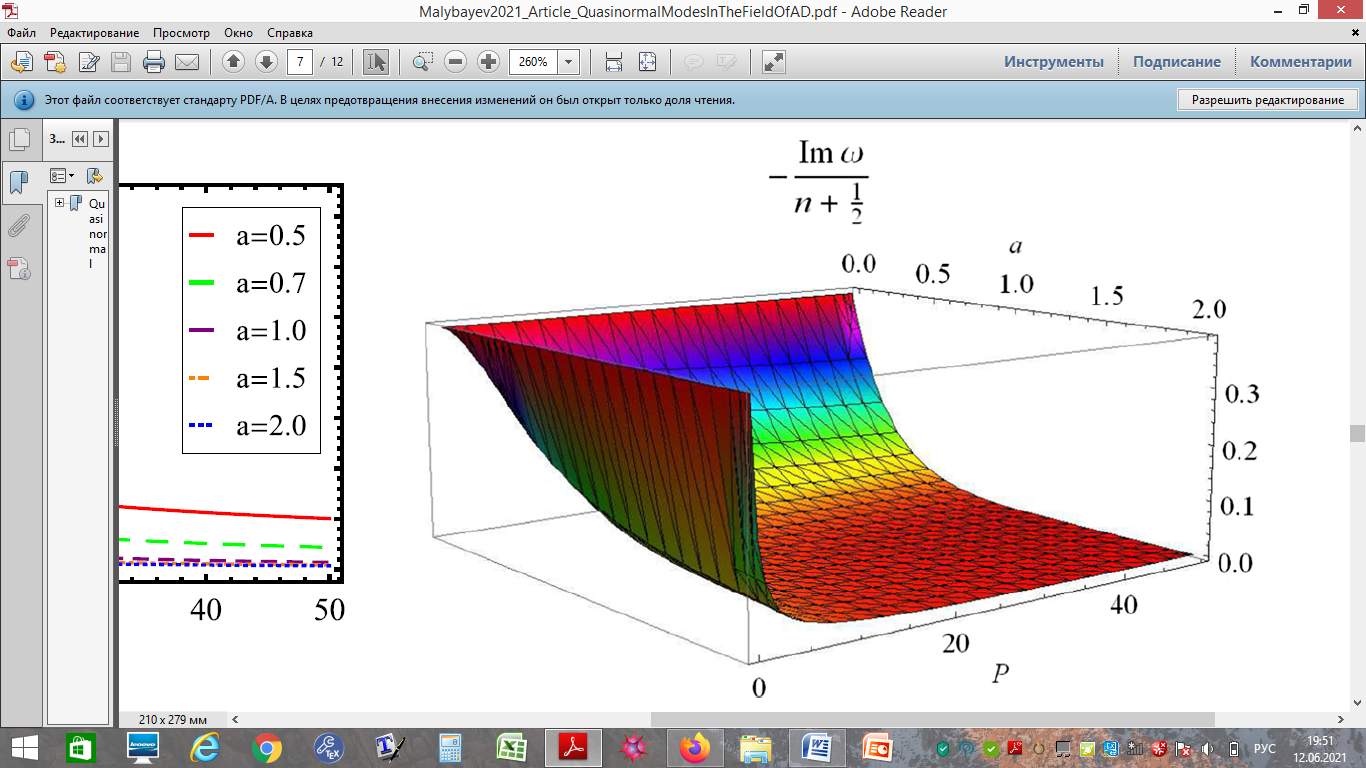 Malybayev2021_Article_QuasinormalModesInTheFieldOfAD.pdf - Adobe Reader
Файл Редактирование Просмотр Окно Справка
7 / 12 260% Инструменты Подписание Комментарии
Этот файл соответствует стандарту PDF/A. В целях предотвращения внесения изменений он был открыт только доля чтения. Разрешить редактирование
З...
Qu
asi
nor
ma
l
a=0.5
a=0.7
a=1.0
a=1.5
a=2.0
40 50
Im ω
n + 1/2
a
0.0 0.5 1.0 1.5 2.0
0.3
0.2
0.1
0.0
0 20 40
P
210 x 279 мм
lenovo
TEX
РУС
19:51
12.06.2021